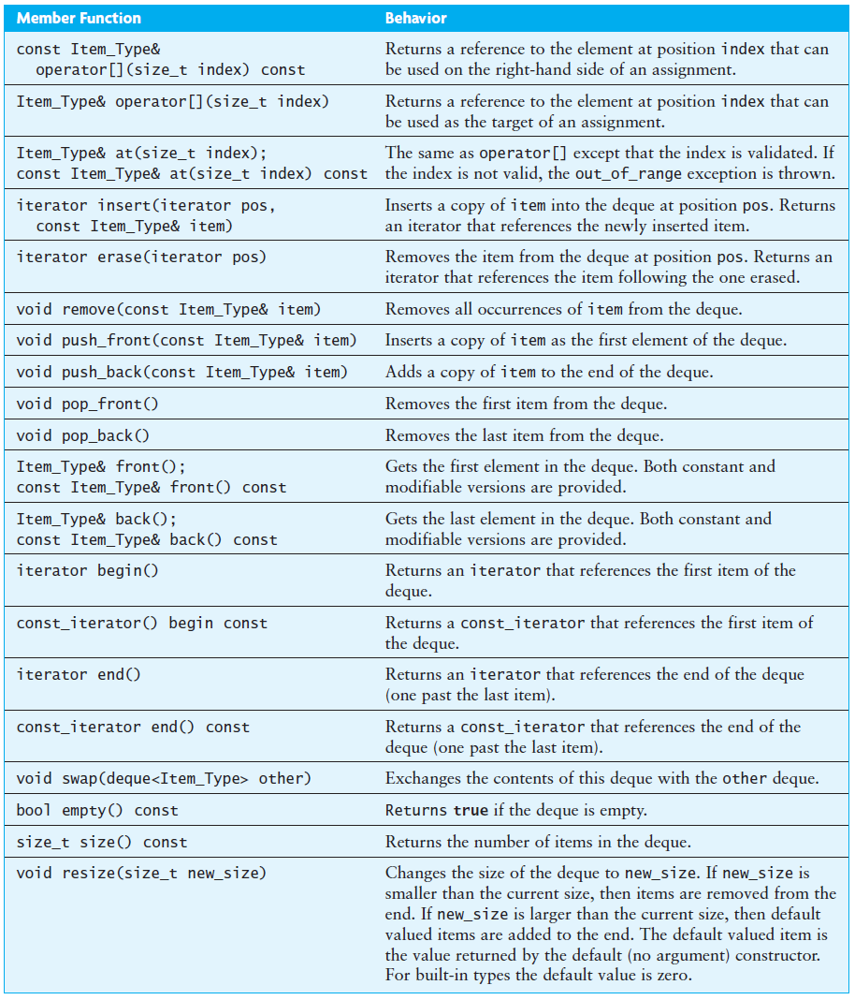 Member Function Behavior
const Item_Type& Returns a reference to the element at position index that can
operator[](size_t index) const be used on the right-hand side of an assignment.
Item_Type& operator[](size_t index) Returns a reference to the element at position index that can
be used as the target of an assignment.
Item_Type& at(size_t index); The same as operator[] except that the index is validated. If
const Item_Type& at(size_t index) const the index is not valid, the out_of_range exception is thrown.
iterator insert(iterator pos, Inserts a copy of item into the deque at position pos. Returns
const Item_Type& item) an iterator that references the newly inserted item.
iterator erase(iterator pos) Removes the item from the deque at position pos. Returns an
iterator that references the item following the one erased.
void remove(const Item_Type& item) Removes all occurrences of item from the deque.
void push_front(const Item_Type& item) Inserts a copy of item as the first element of the deque.
void push_back(const Item_Type& item) Adds a copy of item to the end of the deque.
void pop_front() Removes the first item from the deque.
void pop_back() Removes the last item from the deque.
Item_Type& front(); Gets the first element in the deque. Both constant and
const Item_Type& front() const modifiable versions are provided.
Item_Type& back(); Gets the last element in the deque. Both constant and
const Item_Type& back() const modifiable versions are provided.
iterator begin() Returns an iterator that references the first item of the
deque.
const_iterator() begin const Returns a const_iterator that references the first item of
the deque.
iterator end() Returns an iterator that references the end of the deque
(one past the last item).
const_iterator end() const Returns a const_iterator that references the end of the
deque (one past the last item).
void swap(deque<Item_Type> other) Exchanges the contents of this deque with the other deque.
bool empty() const Returns true if the deque is empty.
size_t size() const Returns the number of items in the deque.
void resize(size_t new_size) Changes the size of the deque to new_size. If new_size is
smaller than the current size, then items are removed from the
end. If new_size is larger than the current size, then default
valued items are added to the end. The default valued item is
the value returned by the default (no argument) constructor.
For built-in types the default value is zero.